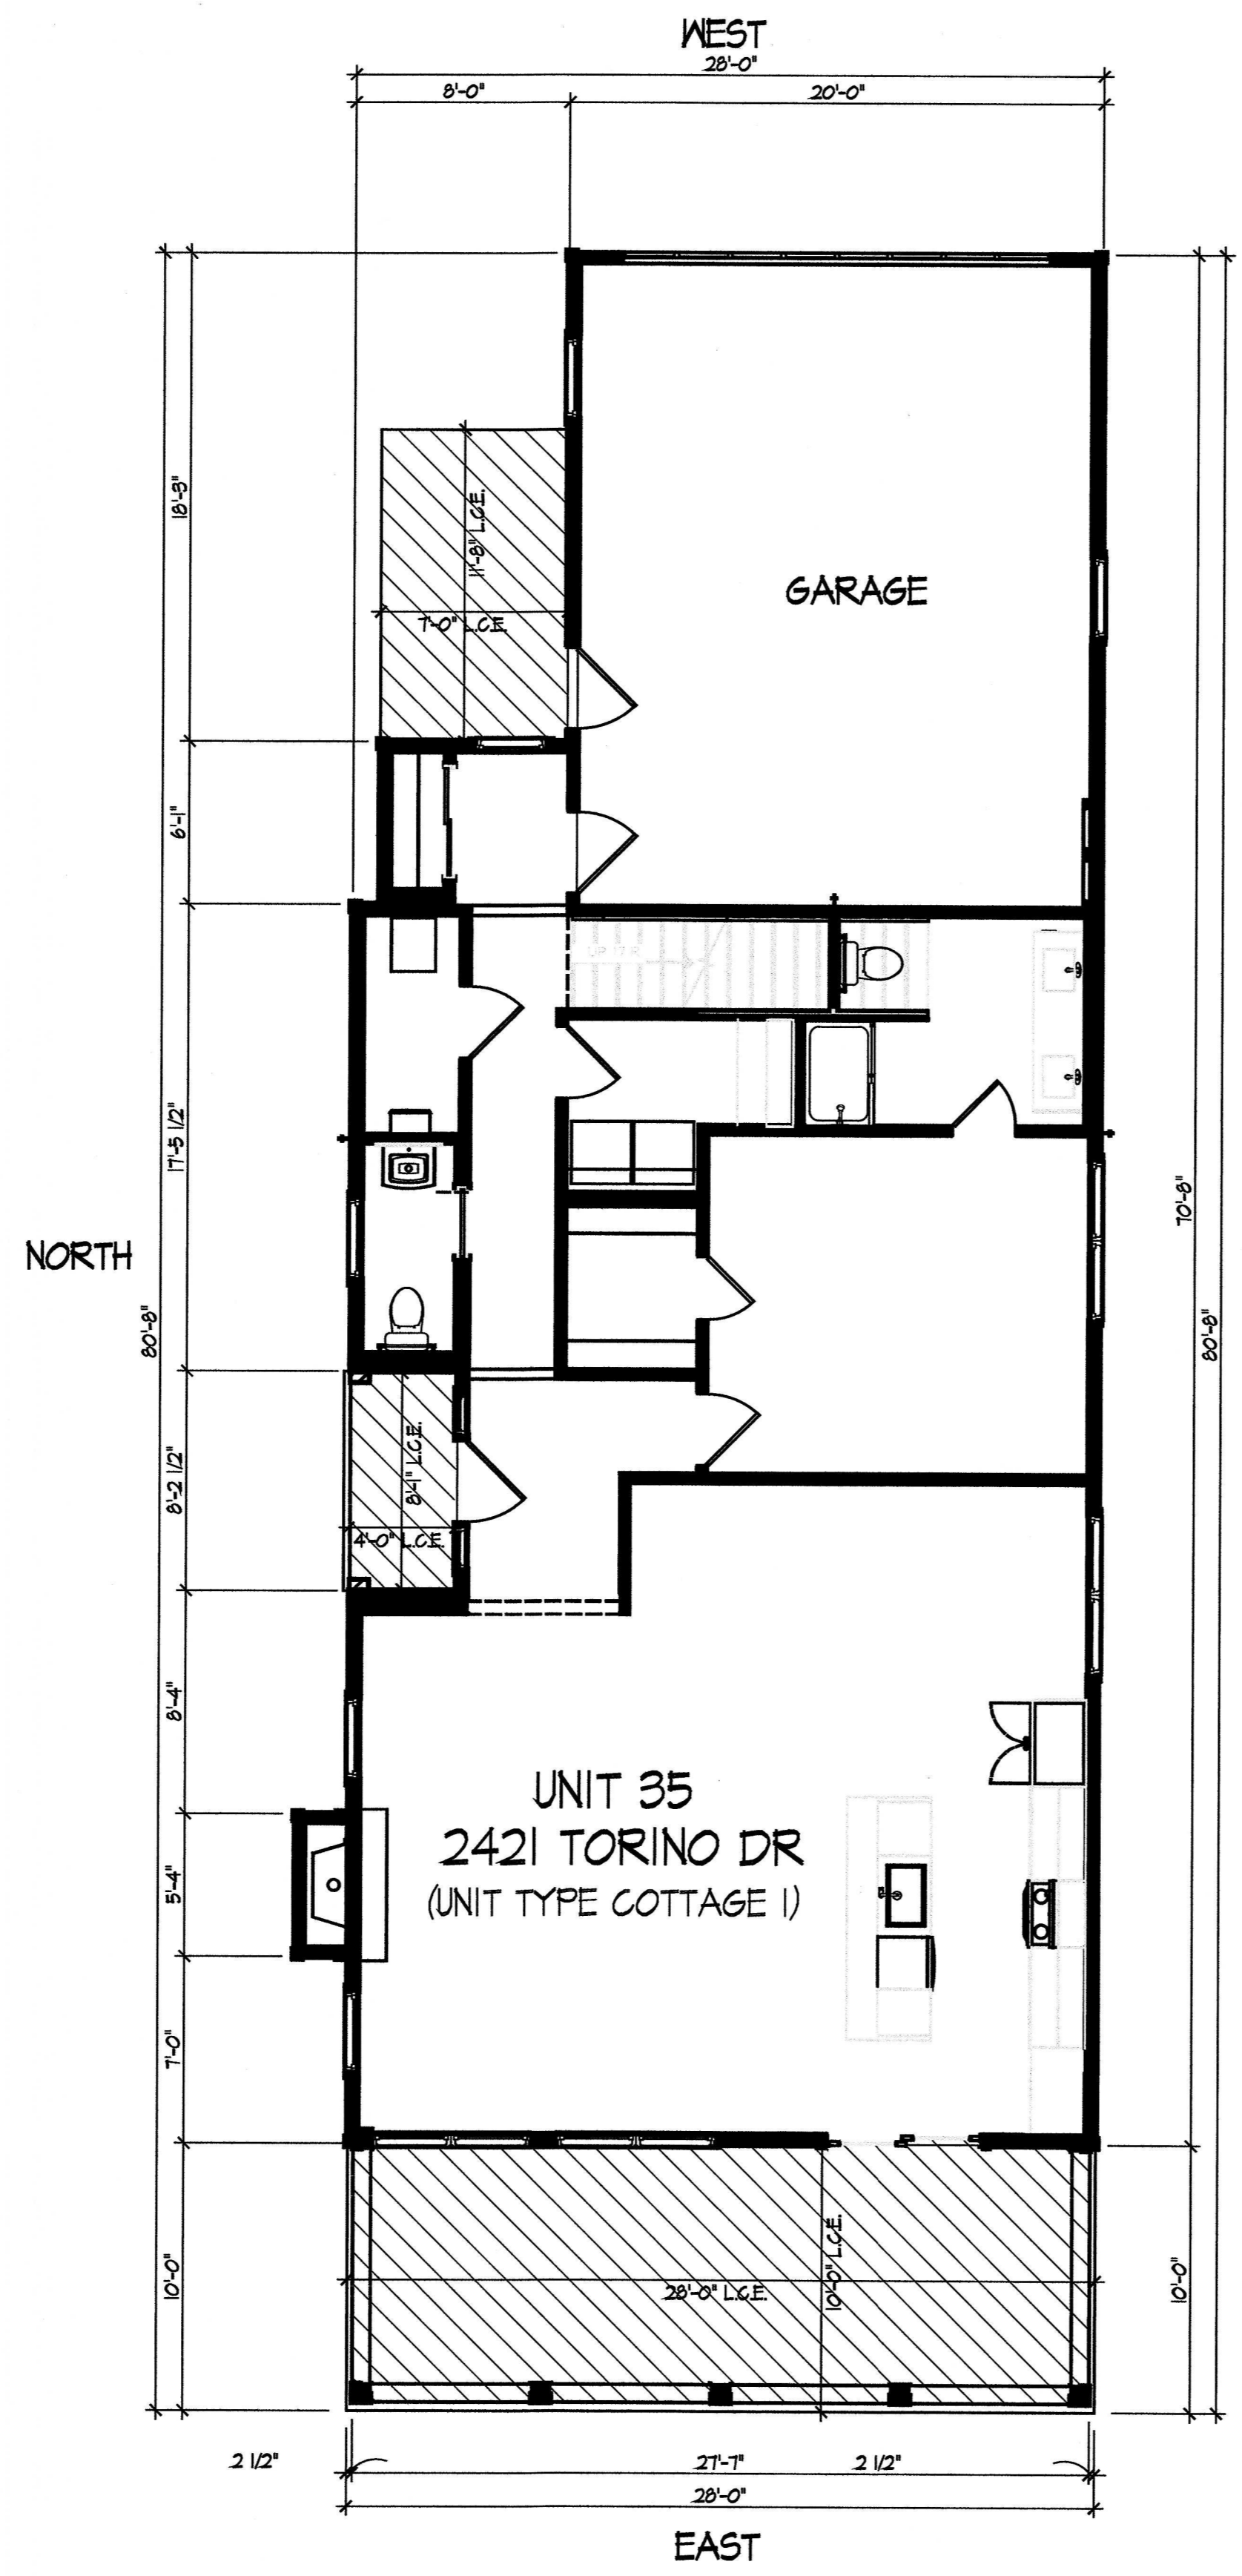 WEST
28'-0"
8'-0"
20'-0"
18'-3"
11'-8" L.C.E.
7'-0" L.C.E.
GARAGE
6'-1"
UP 17 R
17'-5 1/2"
70'-8"
NORTH
80'-8"
80'-8"
8'-2 1/2"
8'-1" L.C.E.
4'-0" L.C.E.
8'-4"
UNIT 35
2421 TORINO DR
(UNIT TYPE COTTAGE 1)
5'-4"
7'-0"
10'-0"
28'-0" L.C.E.
10'-0" L.C.E.
10'-0"
2 1/2"
27'-7"
2 1/2"
28'-0"
EAST